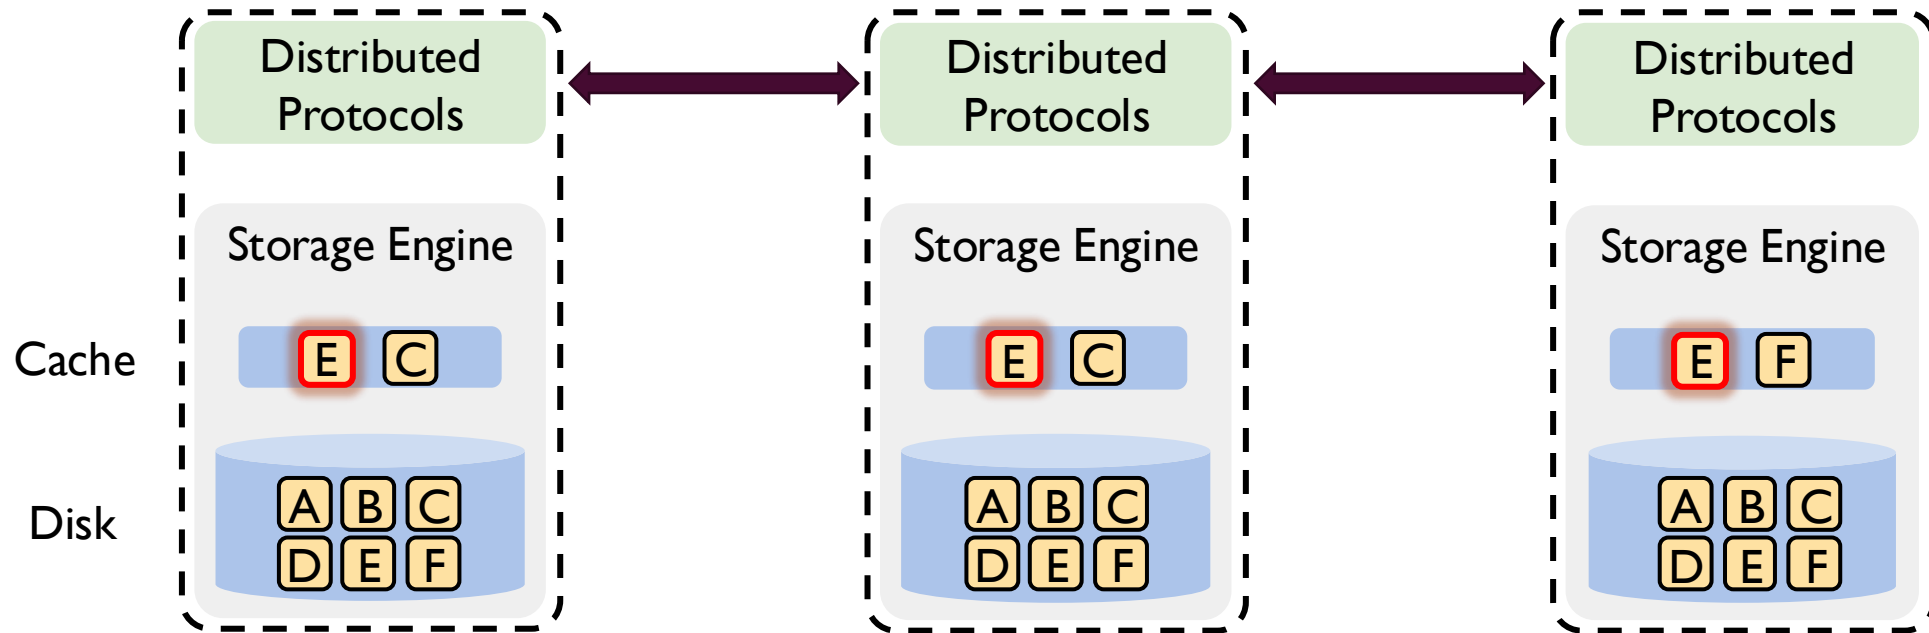 Distributed
Protocols
Distributed
Protocols
Distributed
Protocols
Storage Engine
Storage Engine
Storage Engine
Cache
E C
E C
E F
Disk
A B C
D E F
A B C
D E F
A B C
D E F